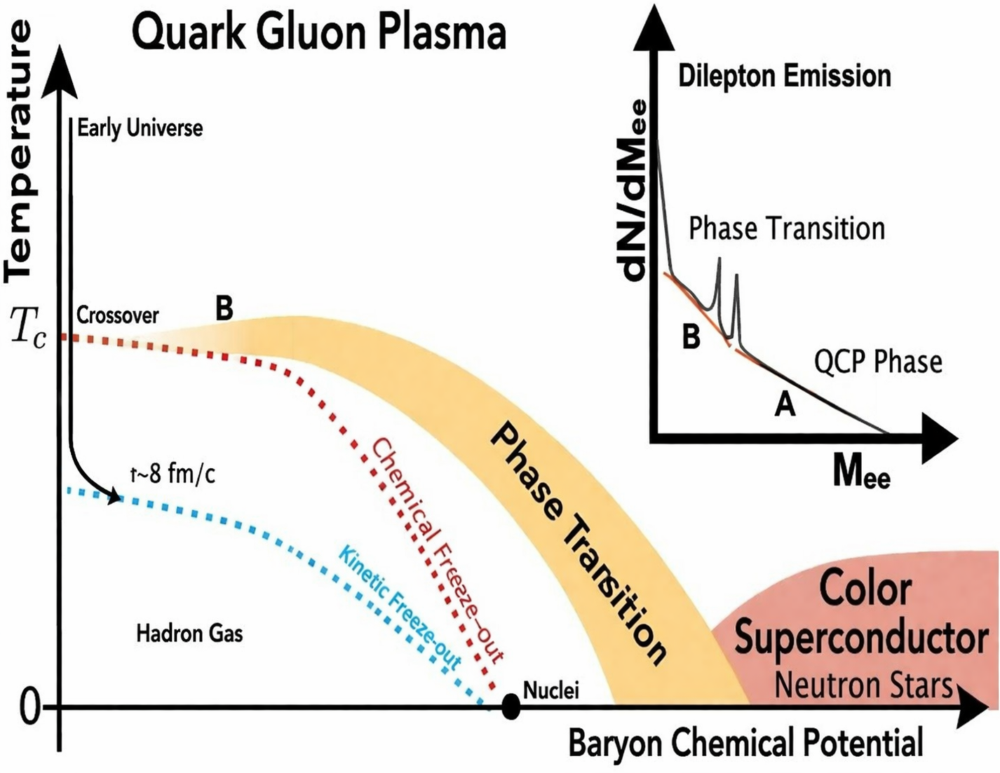 Quark Gluon Plasma
Temperature
Early Universe
Crossover
B
T_c
t~8 fm/c
Chemical Freeze-out
Kinetic Freeze-out
Phase Transition
Hadron Gas
0
Nuclei
Color
Superconductor
Neutron Stars
Baryon Chemical Potential
Dilepton Emission
dN/dMee
Phase Transition
B
QCP Phase
A
Mee